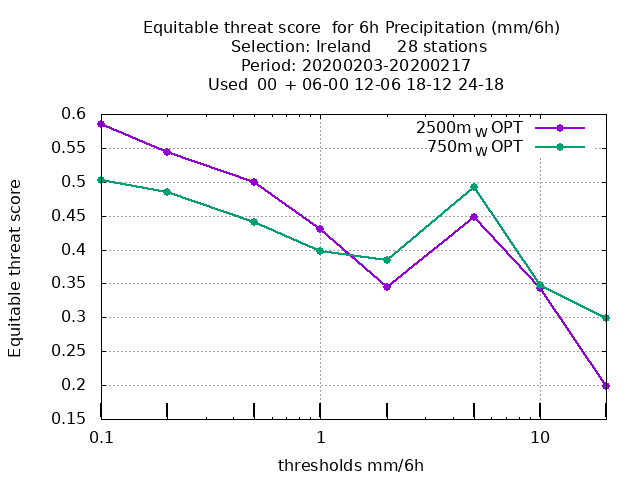 Equitable threat score  for 6h Precipitation (mm/6h)
Selection: Ireland     28 stations
Period: 20200203-20200217
Used  00  + 06-00 12-06 18-12 24-18
2500m W OPT
750m W OPT
0.6
0.55
0.5
0.45
0.4
0.35
0.3
0.25
0.2
0.15
Equitable threat score
0.1 1 10
thresholds mm/6h